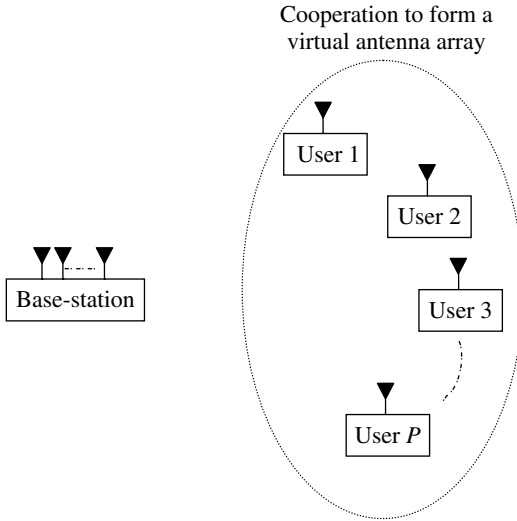 Cooperation to form a
virtual antenna array
User 1
User 2
Base-station
User 3
User P